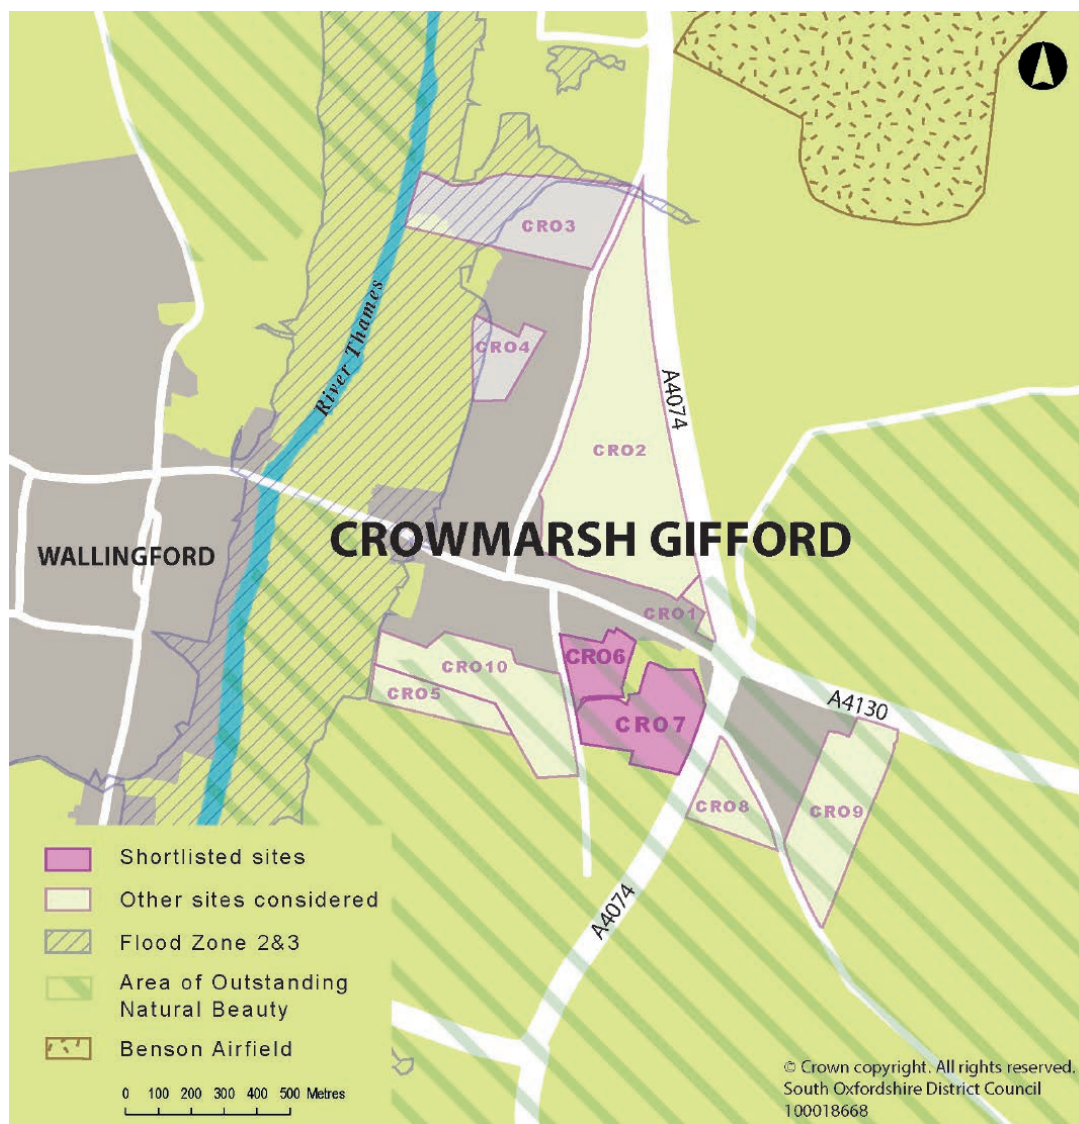 CRO3
River Thames
CRO4
A4074
CRO2
CROWMARSH GIFFORD
WALLINGFORD
CRO1
CRO6
CRO10
CRO5
A4130
CRO7
CRO8
CRO9
Shortlisted sites
Other sites considered
Flood Zone 2&3
A4074
Area of Outstanding
Natural Beauty
Benson Airfield
0 100 200 300 400 500 Metres
© Crown copyright. All rights reserved.
South Oxfordshire District Council
100018668